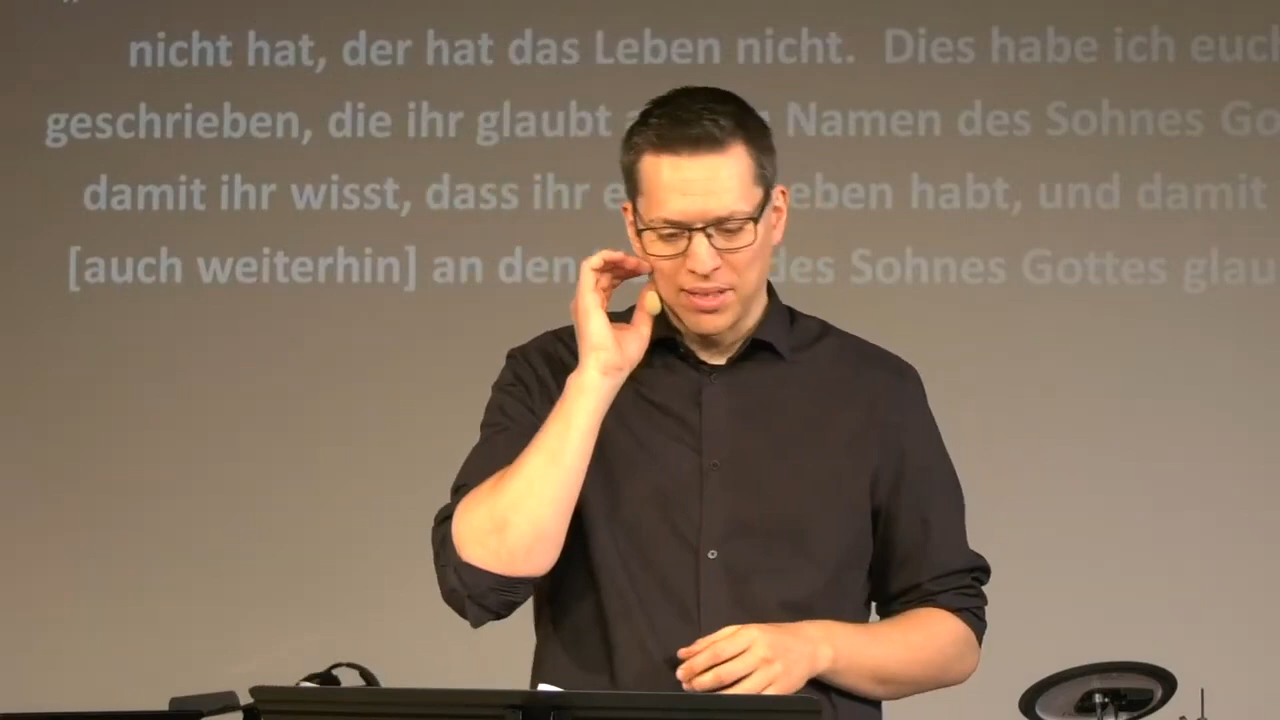 nicht hat, der hat das Leben nicht. Dies habe ich euch
geschrieben, die ihr glaubt Namen des Sohnes
damit ihr wisst, dass ihr habt, und damit
[auch weiterhin] an den des Sohnes Gottes